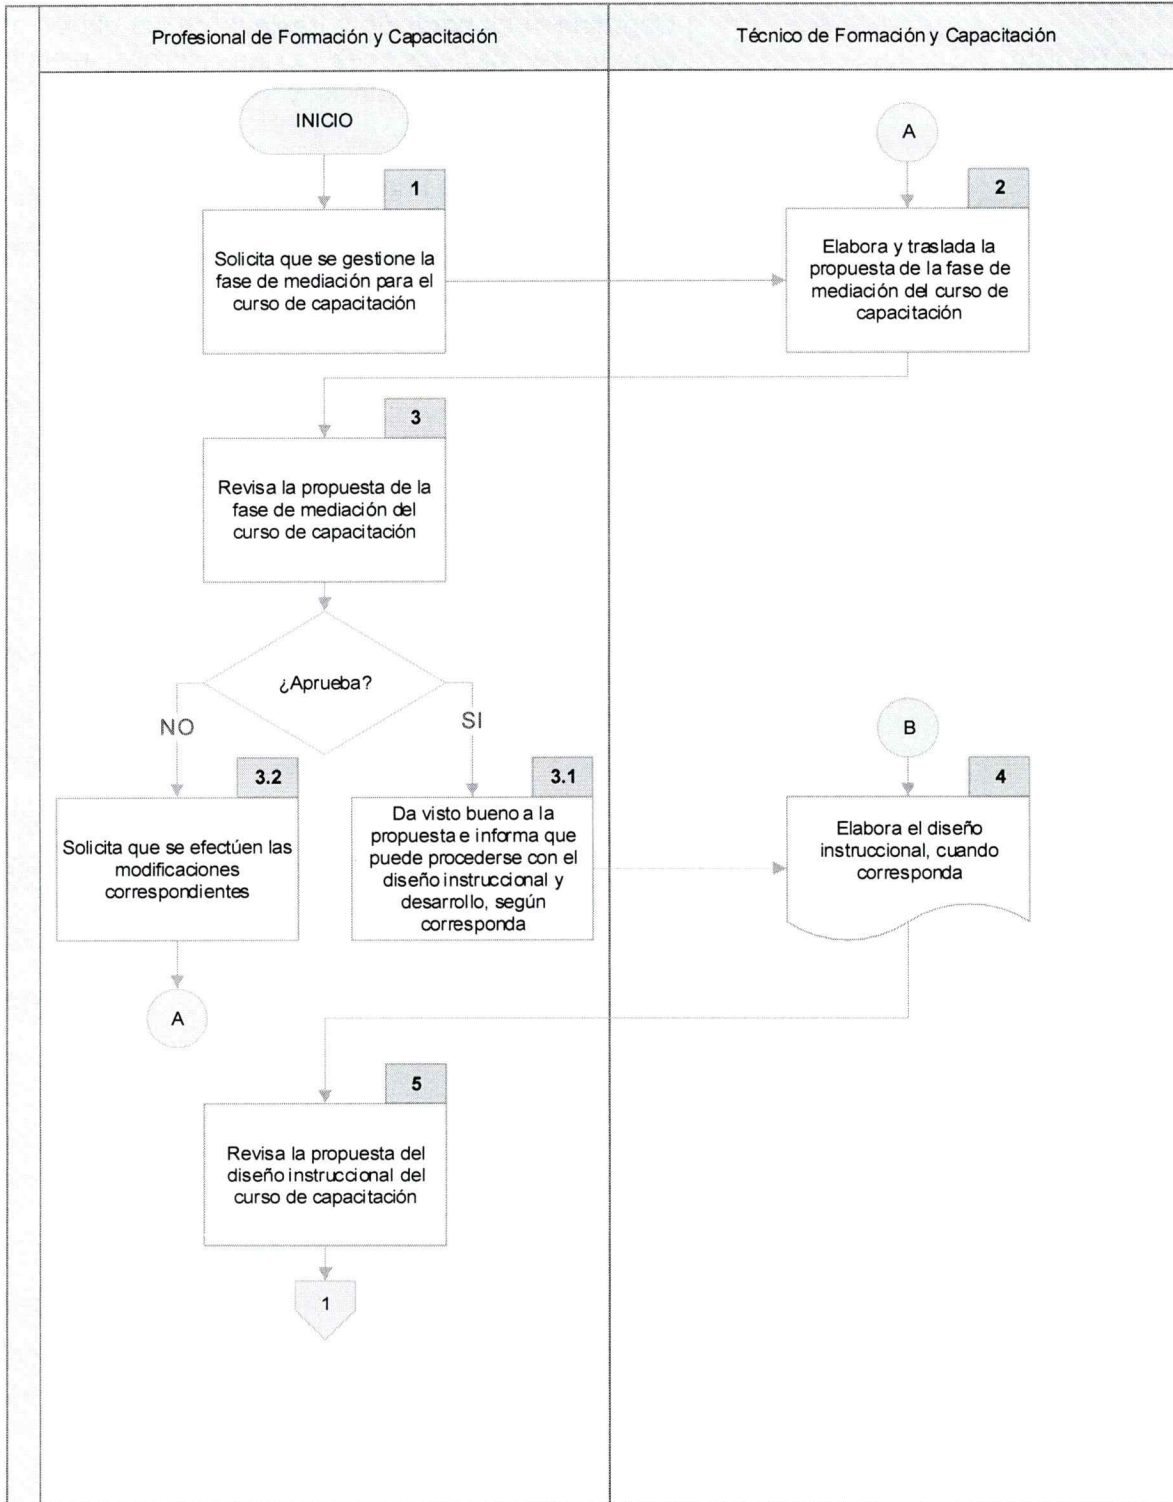 Profesional de Formación y Capacitación
Técnico de Formación y Capacitación
INICIO
A
1
2
Solicita que se gestione la
fase de mediación para el
curso de capacitación
Elabora y traslada la
propuesta de la fase de
mediación del curso de
capacitación
3
Revisa la propuesta de la
fase de mediación del
curso de capacitación
¿Aprueba?
NO
SI
B
3.2
3.1
4
Solicita que se efectúen las
modificaciones
correspondientes
Da visto bueno a la
propuesta e informa que
puede procederse con el
diseño instruccional y
desarrollo, según
corresponda
Elabora el diseño
instruccional, cuando
corresponda
A
5
Revisa la propuesta del
diseño instruccional del
curso de capacitación
1